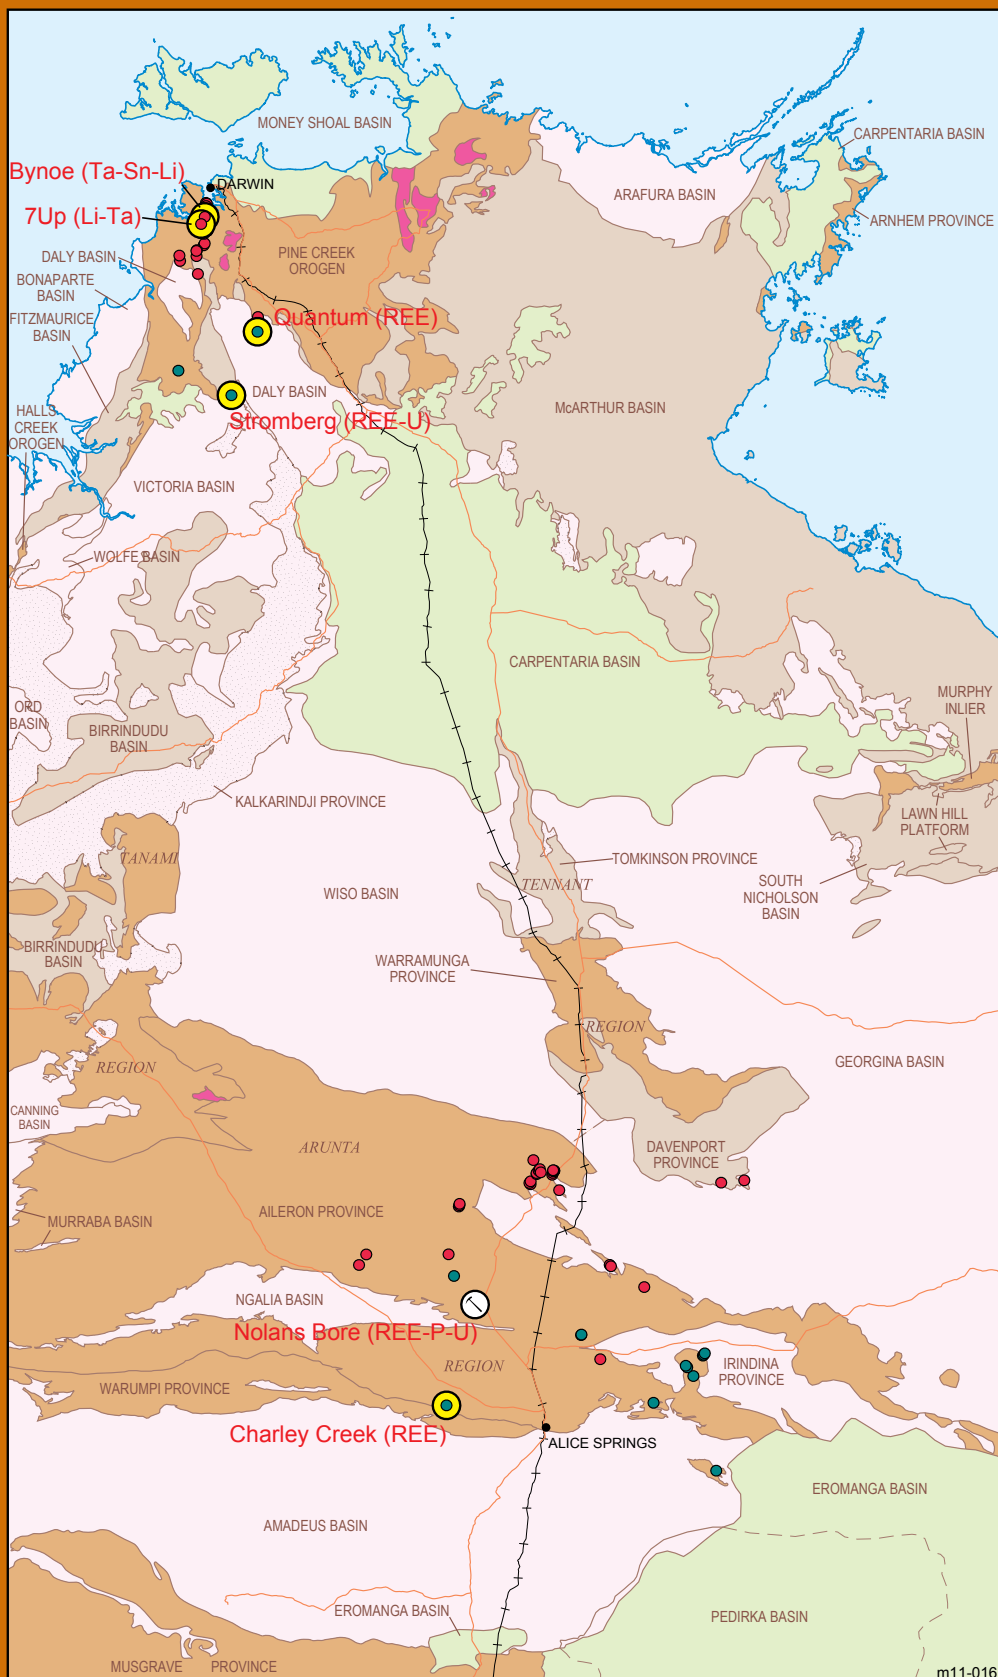 MONEY SHOAL BASIN
CARPENTARIA BASIN
Bynoe (Ta-Sn-Li)
DARWIN
ARAFURA BASIN
7Up (Li-Ta)
ARNHEM PROVINCE
DALY BASIN
PINE CREEK
OROGEN
BONAPARTE
BASIN
FITZMAURICE
BASIN
Quantum (REE)
DALY BASIN
McARTHUR BASIN
HALLS
CREEK
OROGEN
Stromberg (REE-U)
VICTORIA BASIN
WOLFE BASIN
CARPENTARIA BASIN
MURPHY
INLIER
ORD
BASIN
BIRRINDUDU
BASIN
KALKARINDJI PROVINCE
LAWN HILL
PLATFORM
TANAMI
TOMKINSON PROVINCE
WISO BASIN
TENNANT
SOUTH
NICHOLSON
BASIN
BIRRINDUDU
BASIN
WARRAMUNGA
PROVINCE
REGION
GEORGINA BASIN
REGION
CANNING
BASIN
ARUNTA
DAVENPORT
PROVINCE
AILERON PROVINCE
MURRABA BASIN
NGALIA BASIN
Nolans Bore (REE-P-U)
REGION
IRINDINA
PROVINCE
WARUMPI PROVINCE
Charley Creek (REE)
ALICE SPRINGS
EROMANGA BASIN
AMADEUS BASIN
EROMANGA BASIN
PEDIRKA BASIN
MUSGRAVE PROVINCE
m11-016